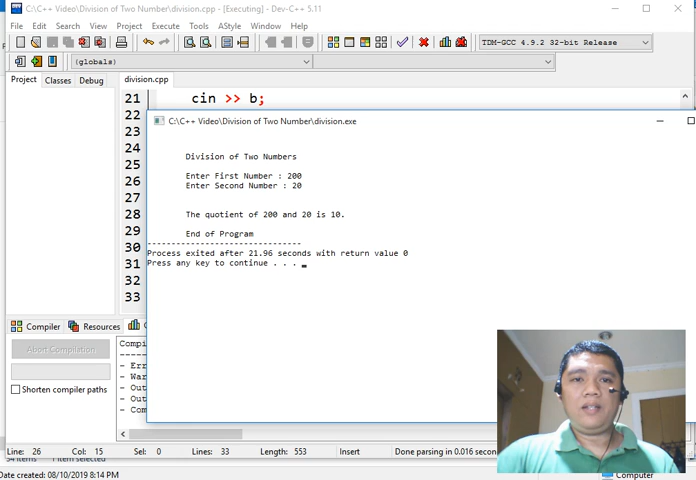 C:\C++ Video\Division of Two Number\division.cpp - [Executing] - Dev-C++ 5.11
File Edit Search View Project Execute Tools AStyle Window Help
TDM-GCC 4.9.2 32-bit Release
(globals)
Project Classes Debug
division.cpp
21 cin >> b;
22
C:\C++ Video\Division of Two Number\division.exe
23
24
Division of Two Numbers
25
26
Enter First Number : 200
Enter Second Number : 20
27
28
The quotient of 200 and 20 is 10.
29
End of Program
30
--------------------------------
Process exited after 21.96 seconds with return value 0
31
Press any key to continue . . .
32
33
Compiler Resources
Abort Compilation
Compi
- Err
- War
- Out
- Out
- Com
Shorten compiler paths
Line: 26 Col: 15 Sel: 0 Lines: 33 Length: 553 Insert Done parsing in 0.016 secon
Date created: 08/10/2019 8:14 PM
Computer